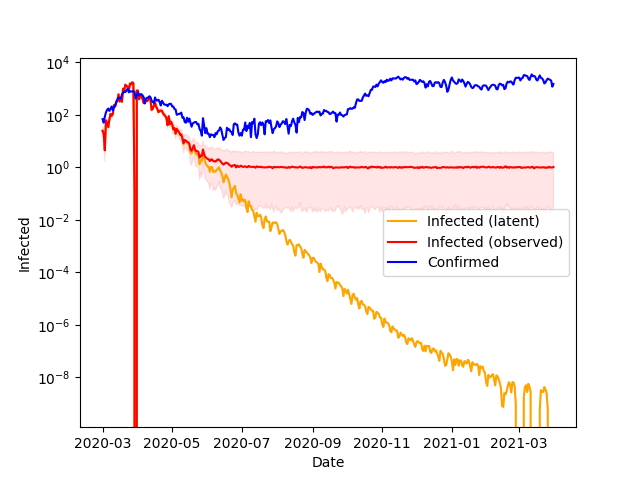 10^4
10^2
10^0
10^−2
10^−4
10^−6
10^−8
Infected
Infected (latent)
Infected (observed)
Confirmed
2020-03 2020-05 2020-07 2020-09 2020-11 2021-01 2021-03
Date